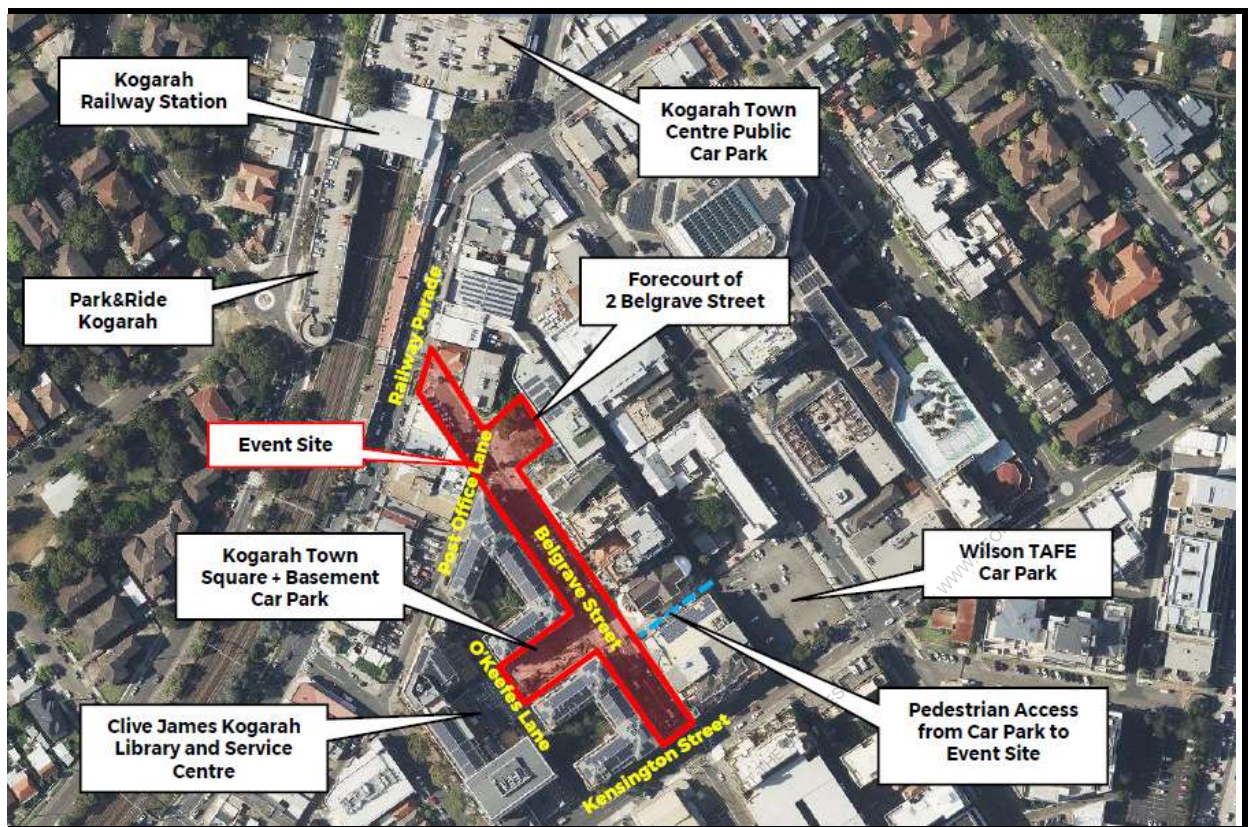 Kogarah
Railway Station
Kogarah Town
Centre Public
Car Park
Park&Ride
Kogarah
Forecourt of
2 Belgrave Street
Railway Parade
Event Site
Post Office Lane
Kogarah Town
Square + Basement
Car Park
Belgrave Street
Wilson TAFE
Car Park
O'Keefes Lane
Clive James Kogarah
Library and Service
Centre
Kensington Street
Pedestrian Access
from Car Park to
Event Site